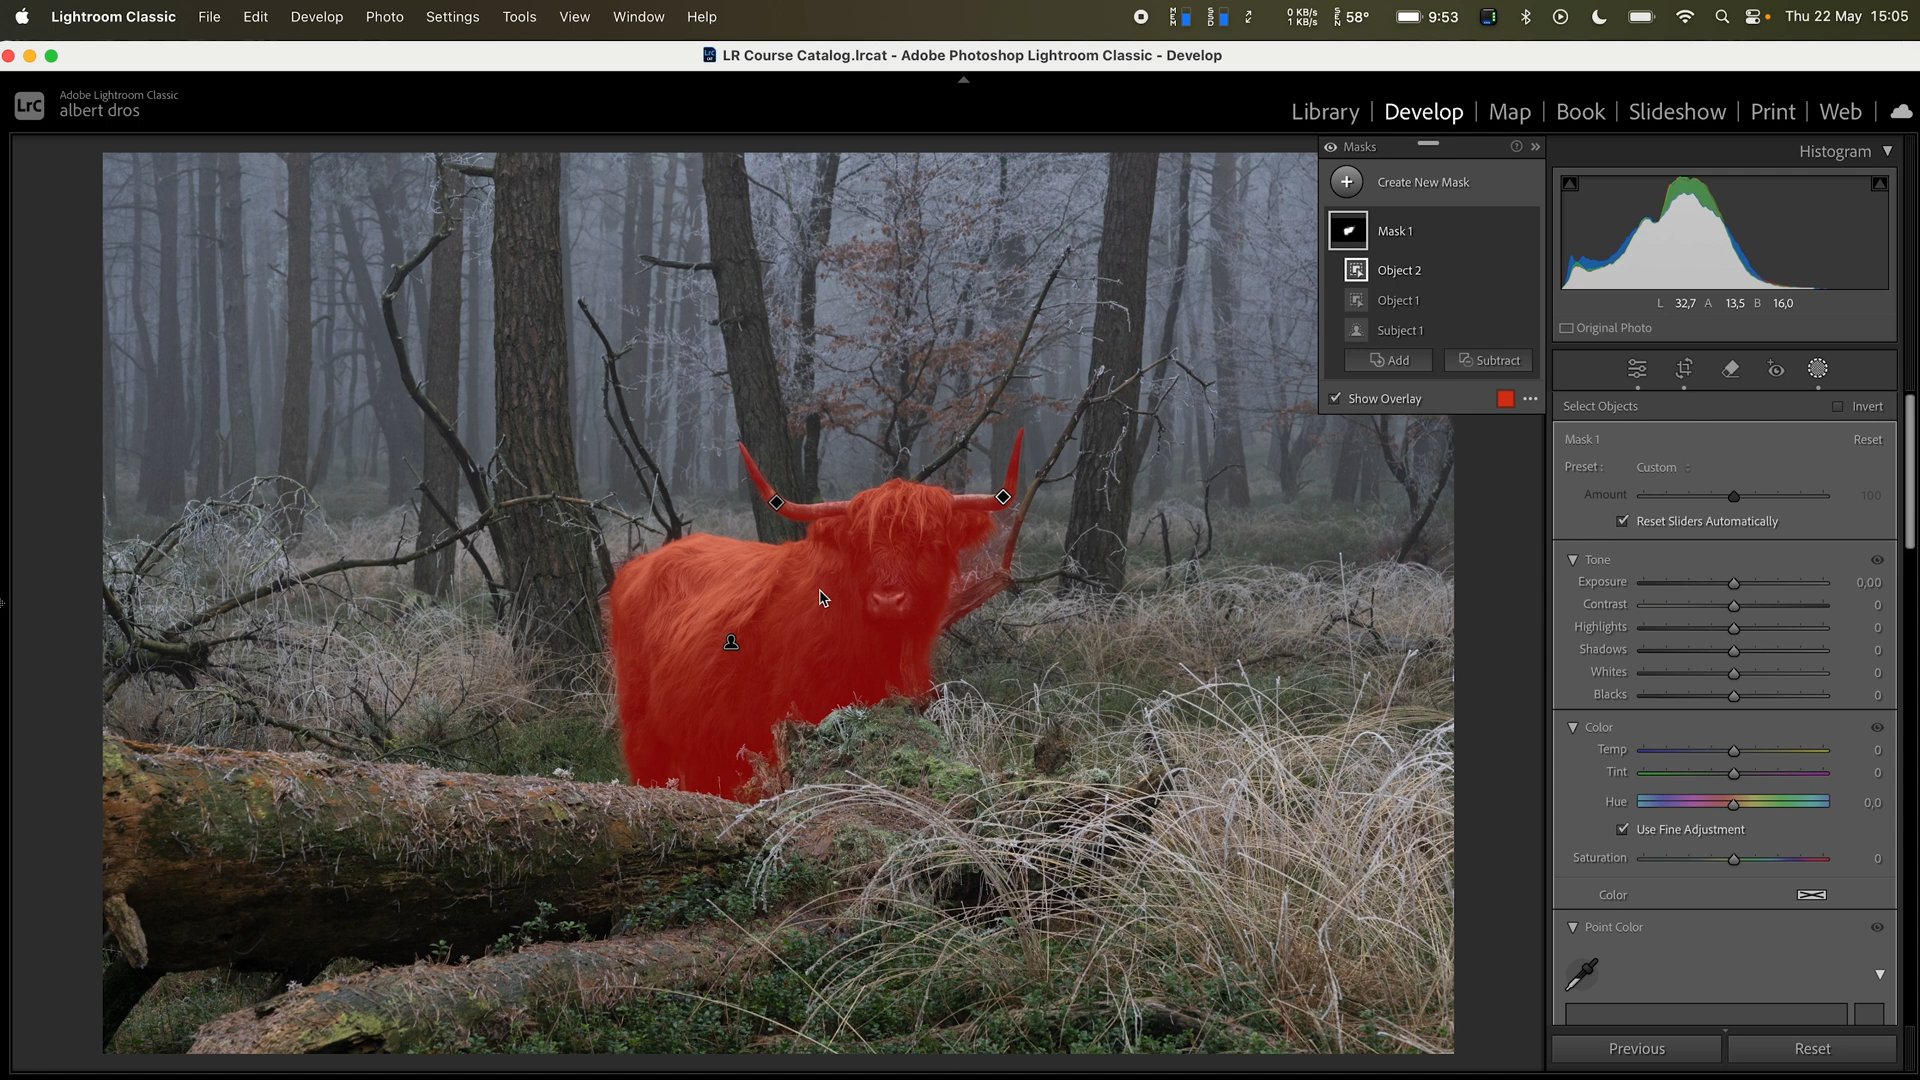 Lightroom Classic File Edit Develop Photo Settings Tools View Window Help
0 KB/s
1 KB/s
58°
9:53
Thu 22 May 15:05
LR Course Catalog.lrcat - Adobe Photoshop Lightroom Classic - Develop
LrC
Adobe Lightroom Classic
albert dros
Library | Develop | Map | Book | Slideshow | Print | Web
Masks
Create New Mask
Mask 1
Object 2
Object 1
Subject 1
Add Subtract
Show Overlay
Histogram
L 32,7 A 13,5 B 16,0
Original Photo
Select Objects Invert
Mask 1 Reset
Preset : Custom
Amount 100
Reset Sliders Automatically
Tone
Exposure 0,00
Contrast 0
Highlights 0
Shadows 0
Whites 0
Blacks 0
Color
Temp 0
Tint 0
Hue 0,0
Use Fine Adjustment
Saturation 0
Color
Point Color
Previous Reset